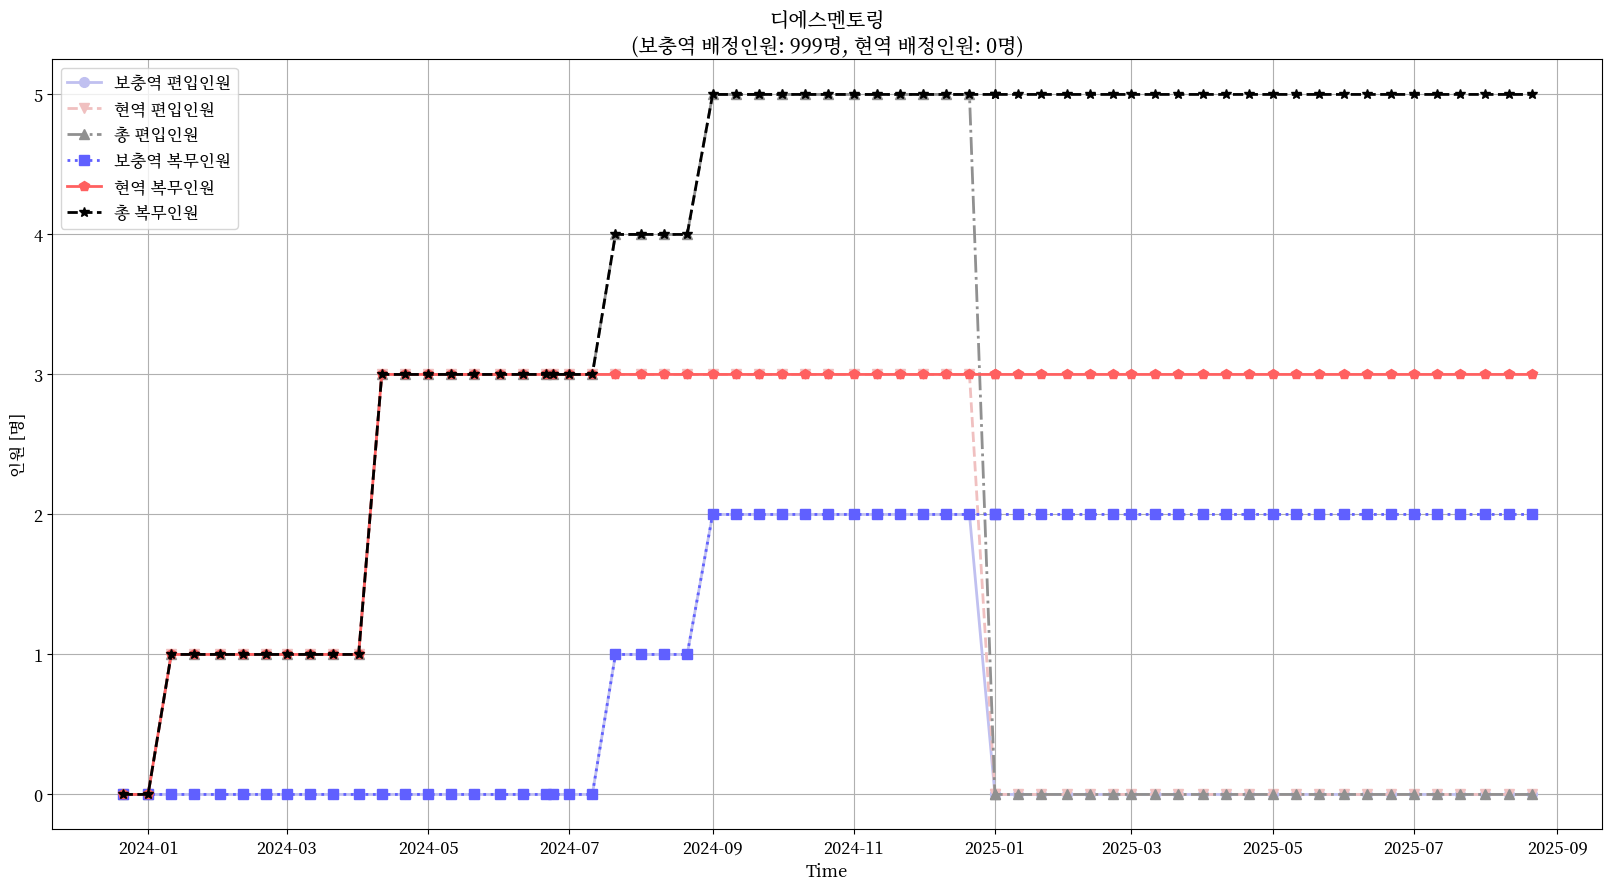 디에스멘토링
(보충역 배정인원: 999명, 현역 배정인원: 0명)
보충역 편입인원
현역 편입인원
총 편입인원
보충역 복무인원
현역 복무인원
총 복무인원
5
4
3
2
1
0
인원 [명]
2024-01 2024-03 2024-05 2024-07 2024-09 2024-11 2025-01 2025-03 2025-05 2025-07 2025-09
Time